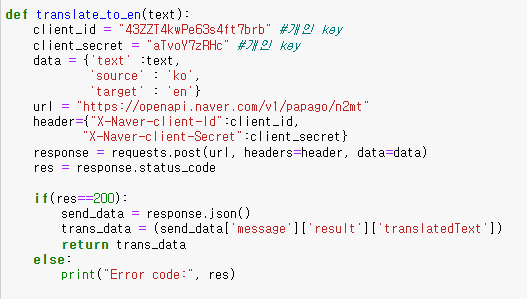 def translate_to_en(text):
    client_id = "43ZZT4kwPe63s4ft7brb" #개인 key
    client_secret = "aTvoY7zRHc" #개인 key
    data = {'text' :text,
            'source' : 'ko',
            'target' : 'en'}
    url = "https://openapi.naver.com/v1/papago/n2mt"
    header={"X-Naver-client-Id":client_id,
            "X-Naver-client-Secret":client_secret}
    response = requests.post(url, headers=header, data=data)
    res = response.status_code
    if(res==200):
        send_data = response.json()
        trans_data = (send_data['message']['result']['translatedText'])
        return trans_data
    else:
        print("Error code:", res)